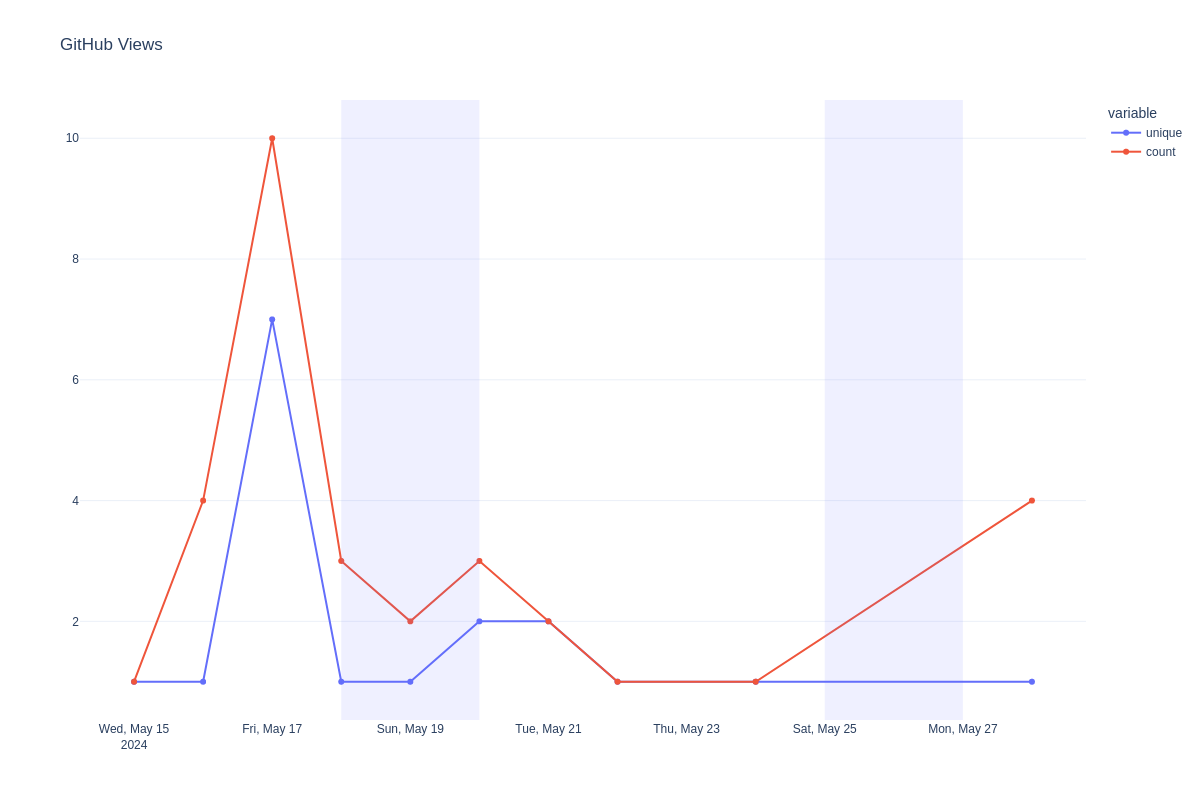 GitHub Views
variable
unique
count
10
8
6
4
2
Wed, May 15
2024
Fri, May 17
Sun, May 19
Tue, May 21
Thu, May 23
Sat, May 25
Mon, May 27